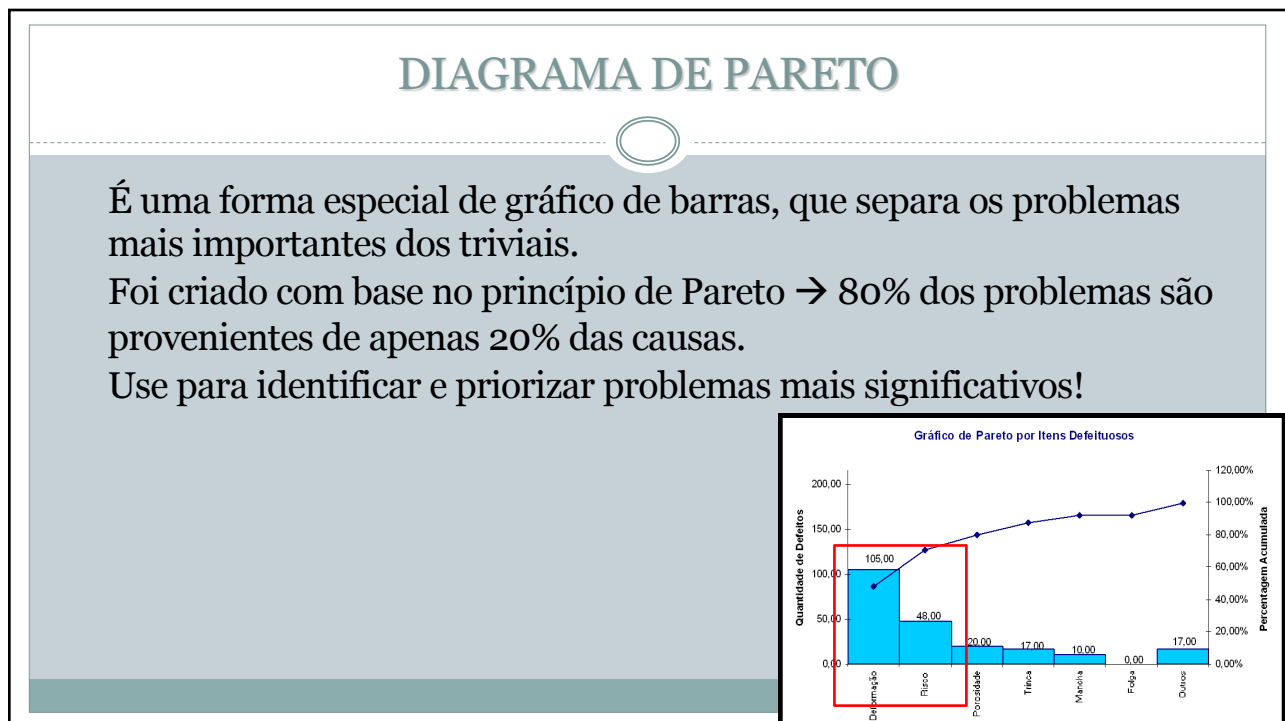 DIAGRAMA DE PARETO
É uma forma especial de gráfico de barras, que separa os problemas
mais importantes dos triviais.
Foi criado com base no princípio de Pareto → 80% dos problemas são
provenientes de apenas 20% das causas.
Use para identificar e priorizar problemas mais significativos!
Gráfico de Pareto por Itens Defeituosos
Quantidade de Defeitos
200,00
150,00
100,00
50,00
0,00
105,00
48,00
20,00
17,00
10,00
0,00
17,00
120,00%
100,00%
80,00%
60,00%
40,00%
20,00%
0,00%
Percentagem Acumulada
Deformação
Risco
Porosidade
Trinca
Mancha
Folga
Outros